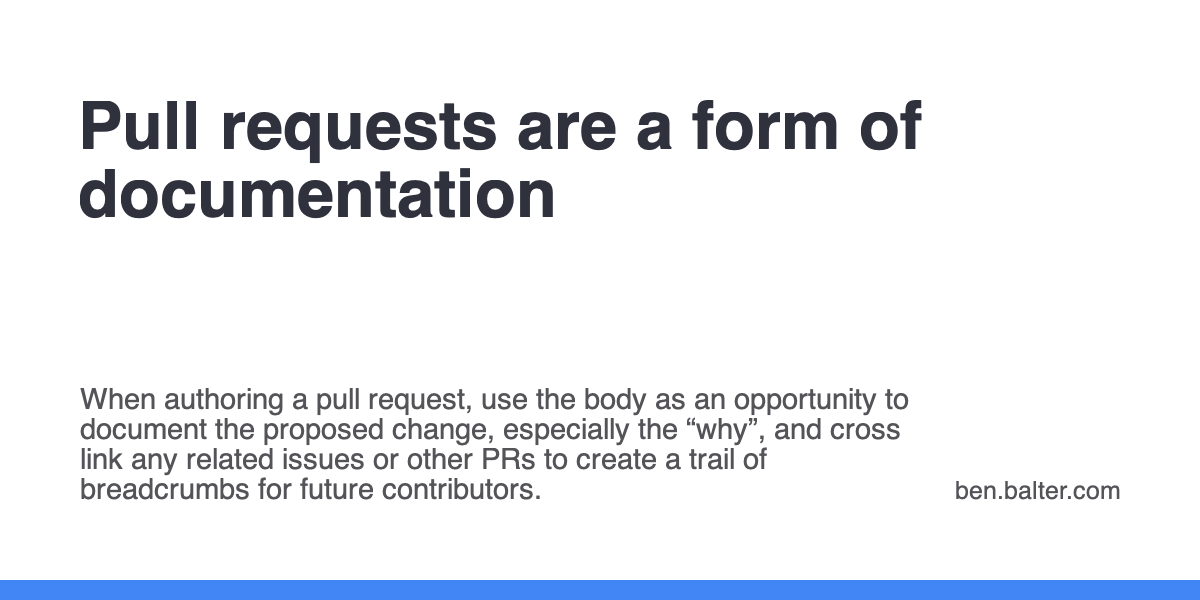 Pull requests are a form of
documentation
When authoring a pull request, use the body as an opportunity to
document the proposed change, especially the “why”, and cross
link any related issues or other PRs to create a trail of
breadcrumbs for future contributors.
ben.balter.com